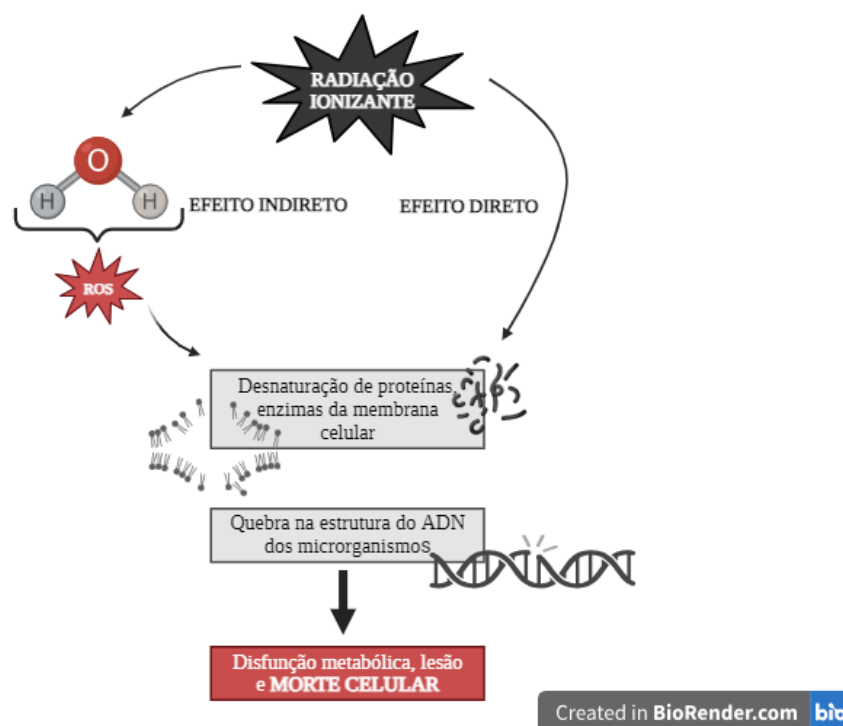 RADIAÇÃO
IONIZANTE
O
H
H
EFEITO INDIRETO
EFEITO DIRETO
ROS
Desnaturação de proteínas,
enzimas da membrana
celular
Quebra na estrutura do ADN
dos microrganismos
Disfunção metabólica, lesão
e MORTE CELULAR
Created in BioRender.com